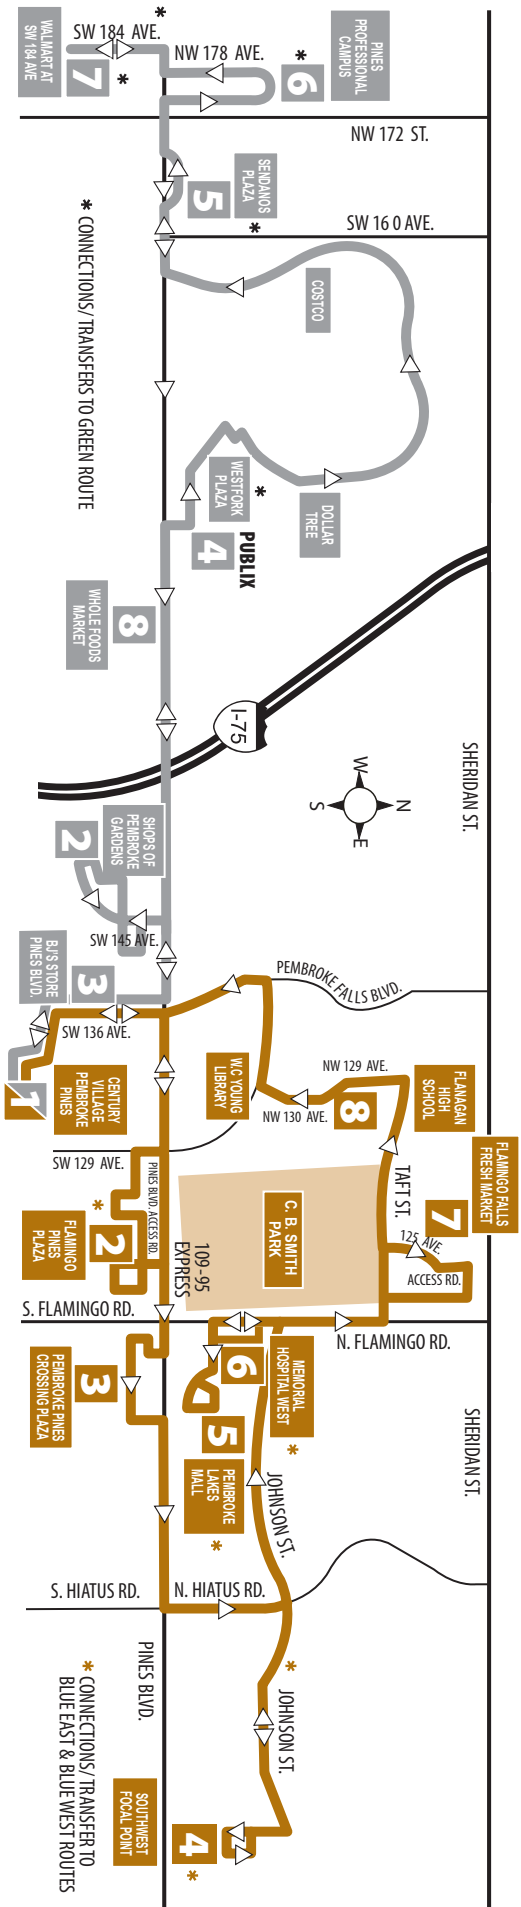 WALMART AT
SW 184 AVE
7
SW 184 AVE.
*
*
NW 178 AVE.
*
6
PINES
PROFESSIONAL
CAMPUS
NW 172 ST.
SENDANOS
PLAZA
5
*
SW 16 0 AVE.
* CONNECTIONS/ TRANSFERS TO GREEN ROUTE
COSTCO
DOLLAR
TREE
WESTFORK
PLAZA
*
4
PUBLIX
8
WHOLE FOODS
MARKET
I-75
SHERIDAN ST.
N
W
E
S
SHOPS OF
PEMBROKE
GARDENS
2
SW 145 AVE.
BJ'S STORE
PINES BLVD.
3
SW 136 AVE.
1
CENTURY
VILLAGE
PEMBROKE
PINES
PEMBROKE FALLS BLVD.
WC YOUNG
LIBRARY
NW 129 AVE.
NW 130 AVE.
8
FLANAGAN
HIGH
SCHOOL
FLAMINGO FALLS
FRESH MARKET
7
TAFT ST.
125 AVE.
ACCESS RD.
SW 129 AVE.
PINES BLVD. ACCESS RD.
*
2
FLAMINGO
PINES
PLAZA
C. B. SMITH
PARK
109-95
EXPRESS
S. FLAMINGO RD.
N. FLAMINGO RD.
3
PEMBROKE PINES
CROSSING PLAZA
6
MEMORIAL
HOSPITAL WEST
*
5
PEMBROKE
LAKES
MALL
*
JOHNSON ST.
SHERIDAN ST.
S. HIATUS RD.
N. HIATUS RD.
PINES BLVD.
*
JOHNSON ST.
* CONNECTIONS/ TRANSFER TO
BLUE EAST & BLUE WEST ROUTES
SOUTHWEST
FOCAL POINT
4
*